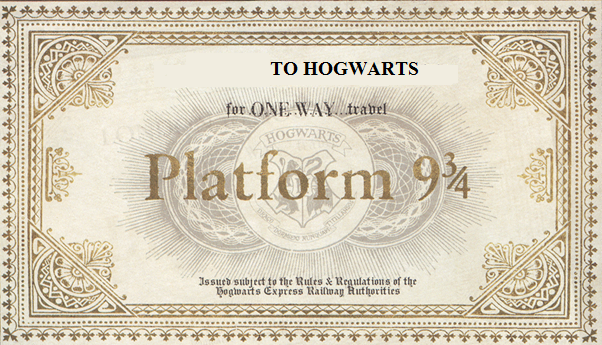 TO HOGWARTS
for ONE WAY...travel
HOGWARTS
Platform 9¾
Issued subject to the Rules & Regulations of the
Hogwarts Express Railway Authorities